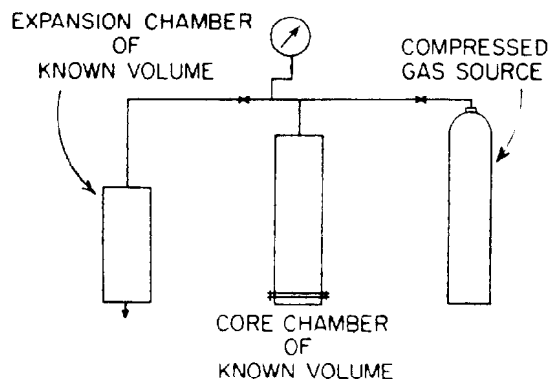 EXPANSION CHAMBER
OF
KNOWN VOLUME
COMPRESSED
GAS SOURCE
CORE CHAMBER
OF
KNOWN VOLUME